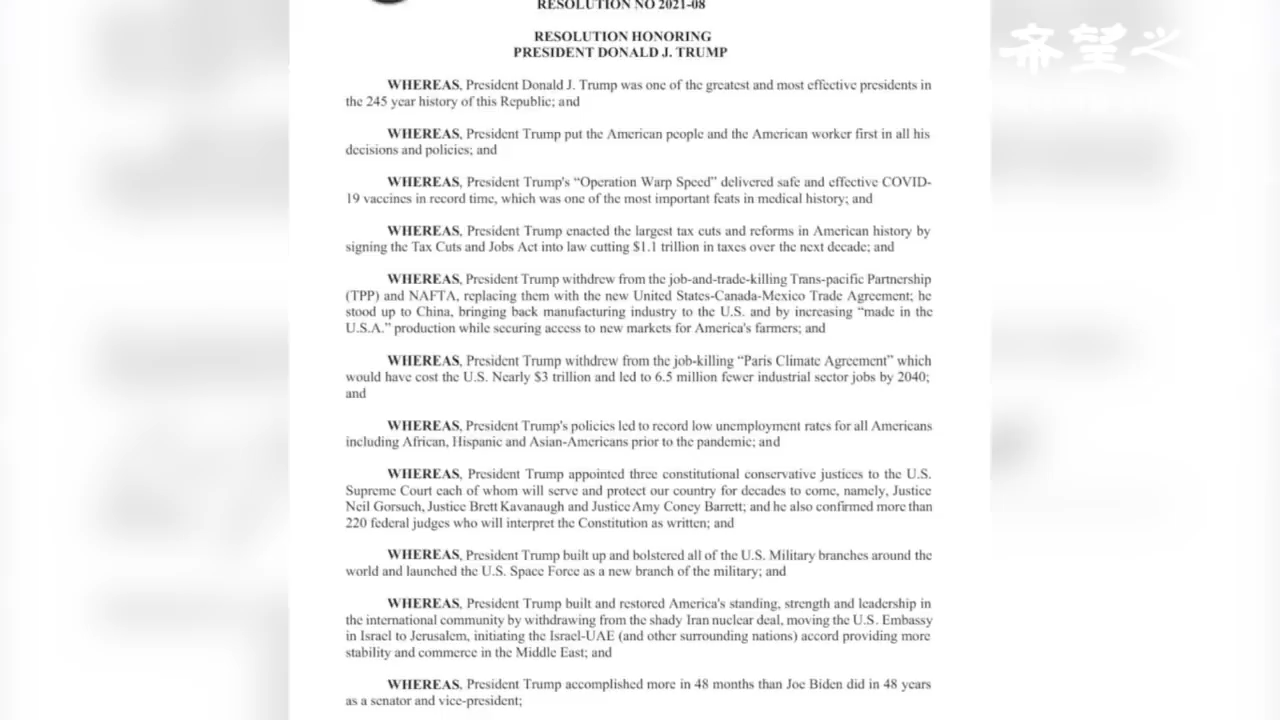 RESOLUTION NO 2021-08
希望之
RESOLUTION HONORING
PRESIDENT DONALD J. TRUMP
WHEREAS, President Donald J. Trump was one of the greatest and most effective presidents in
the 245 year history of this Republic; and
WHEREAS, President Trump put the American people and the American worker first in all his
decisions and policies; and
WHEREAS, President Trump's “Operation Warp Speed” delivered safe and effective COVID-
19 vaccines in record time, which was one of the most important feats in medical history; and
WHEREAS, President Trump enacted the largest tax cuts and reforms in American history by
signing the Tax Cuts and Jobs Act into law cutting $1.1 trillion in taxes over the next decade; and
WHEREAS, President Trump withdrew from the job-and-trade-killing Trans-pacific Partnership
(TPP) and NAFTA, replacing them with the new United States-Canada-Mexico Trade Agreement; he
stood up to China, bringing back manufacturing industry to the U.S. and by increasing “made in the
U.S.A.” production while securing access to new markets for America's farmers; and
WHEREAS, President Trump withdrew from the job-killing “Paris Climate Agreement” which
would have cost the U.S. Nearly $3 trillion and led to 6.5 million fewer industrial sector jobs by 2040;
and
WHEREAS, President Trump's policies led to record low unemployment rates for all Americans
including African, Hispanic and Asian-Americans prior to the pandemic; and
WHEREAS, President Trump appointed three constitutional conservative justices to the U.S.
Supreme Court each of whom will serve and protect our country for decades to come, namely, Justice
Neil Gorsuch, Justice Brett Kavanaugh and Justice Amy Coney Barrett; and he also confirmed more than
220 federal judges who will interpret the Constitution as written; and
WHEREAS, President Trump built up and bolstered all of the U.S. Military branches around the
world and launched the U.S. Space Force as a new branch of the military; and
WHEREAS, President Trump built and restored America's standing, strength and leadership in
the international community by withdrawing from the shady Iran nuclear deal, moving the U.S. Embassy
in Israel to Jerusalem, initiating the Israel-UAE (and other surrounding nations) accord providing more
stability and commerce in the Middle East; and
WHEREAS, President Trump accomplished more in 48 months than Joe Biden did in 48 years
as a senator and vice-president;